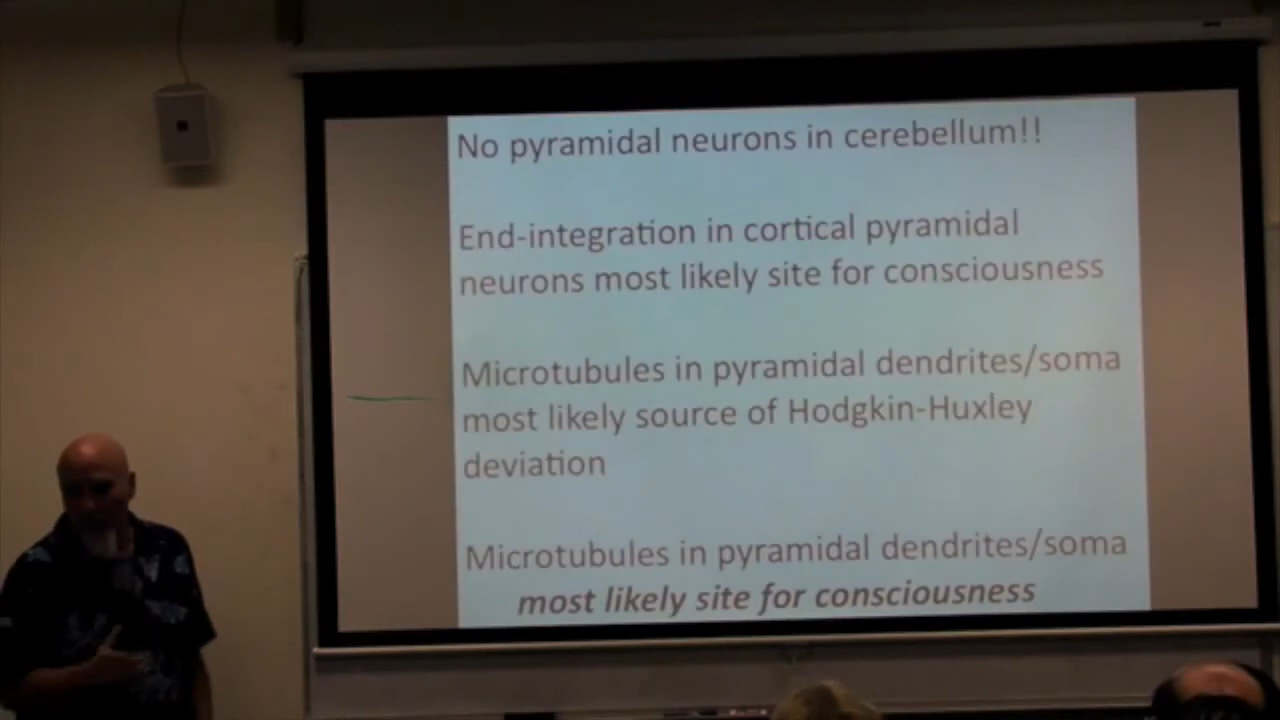 No pyramidal neurons in cerebellum!!
End-integration in cortical pyramidal
neurons most likely site for consciousness
Microtubules in pyramidal dendrites/soma
most likely source of Hodgkin-Huxley
deviation
Microtubules in pyramidal dendrites/soma
most likely site for consciousness